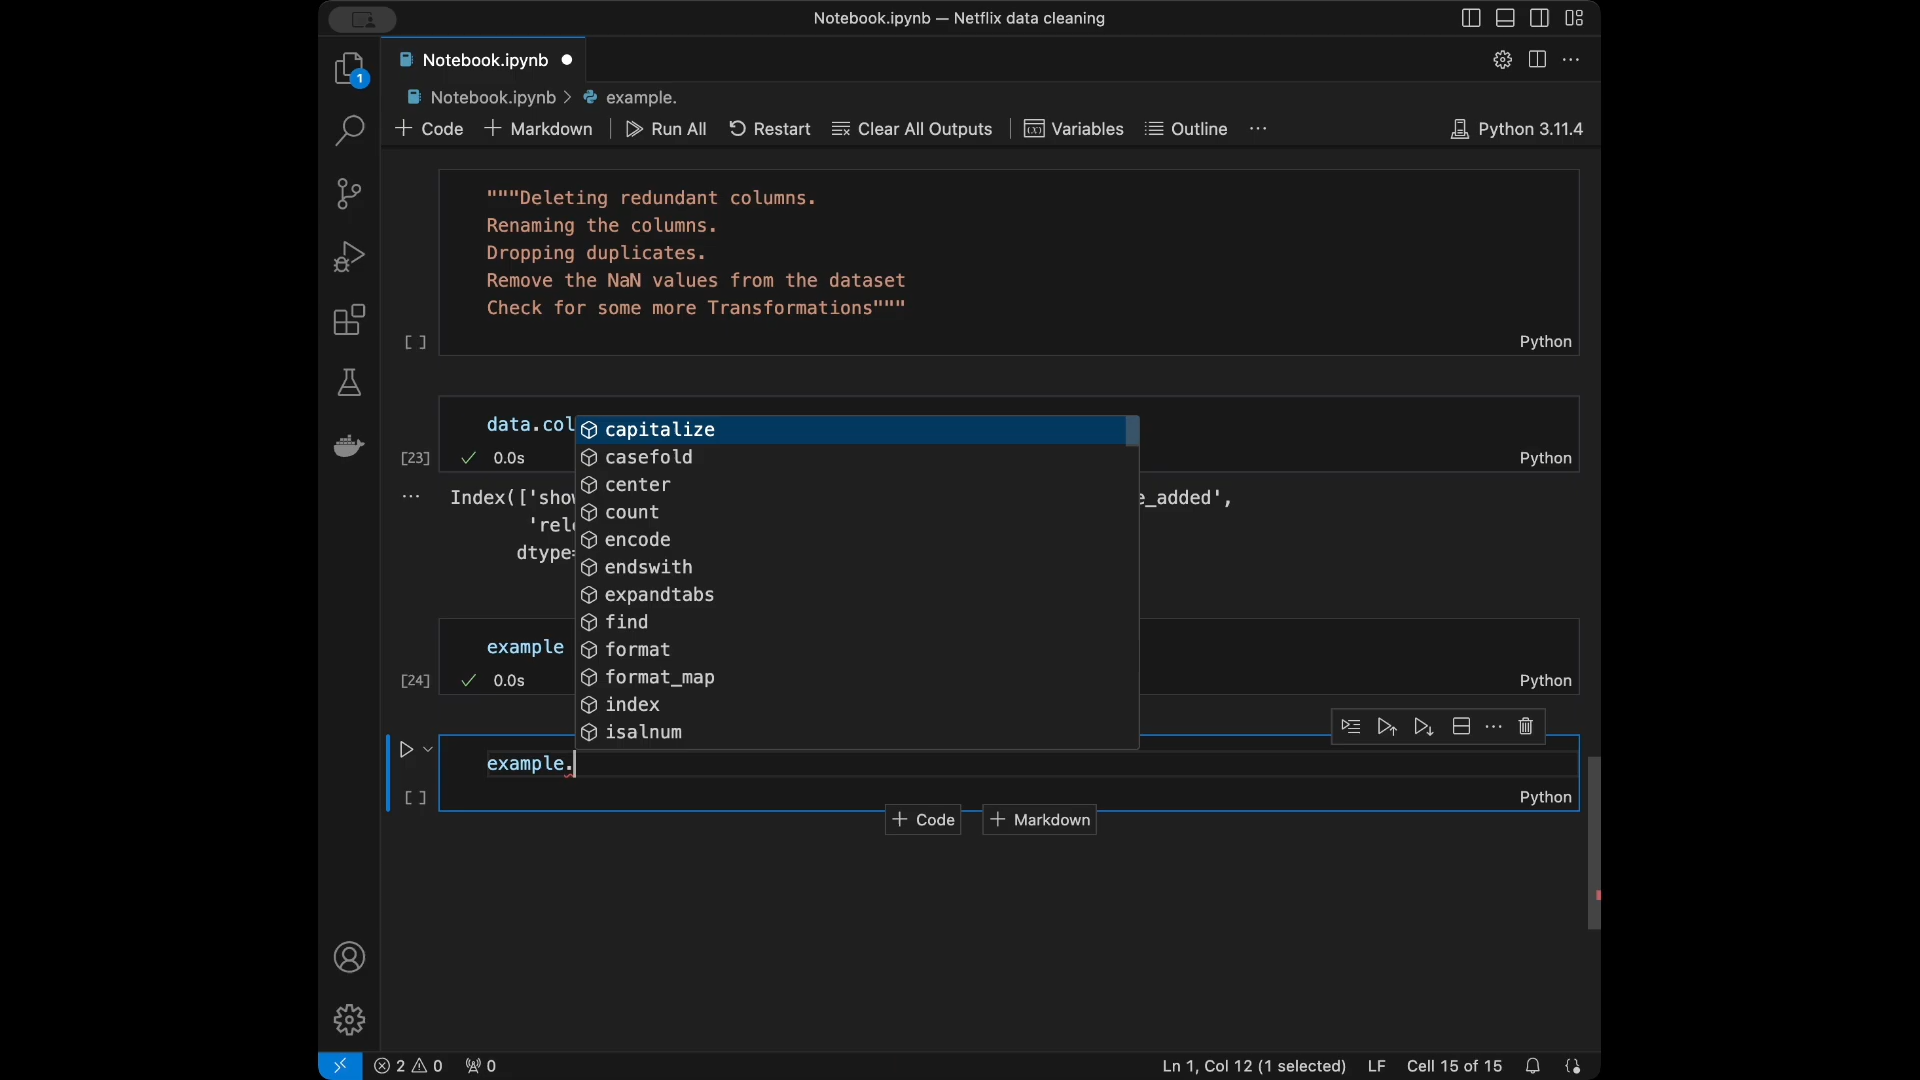 Notebook.ipynb — Netflix data cleaning
1
Notebook.ipynb
Notebook.ipynb > example.
+ Code + Markdown Run All Restart Clear All Outputs Variables Outline ... Python 3.11.4
"""Deleting redundant columns.
Renaming the columns.
Dropping duplicates.
Remove the NaN values from the dataset
Check for some more Transformations"""
[ ] Python
data.col
[23] 0.0s Python
Index(['show e_added',
'rele
dtype=
example
[24] 0.0s Python
capitalize
casefold
center
count
encode
endswith
expandtabs
find
format
format_map
index
isalnum
example.
[ ] Python
+ Code + Markdown
2 0 0 Ln 1, Col 12 (1 selected) LF Cell 15 of 15